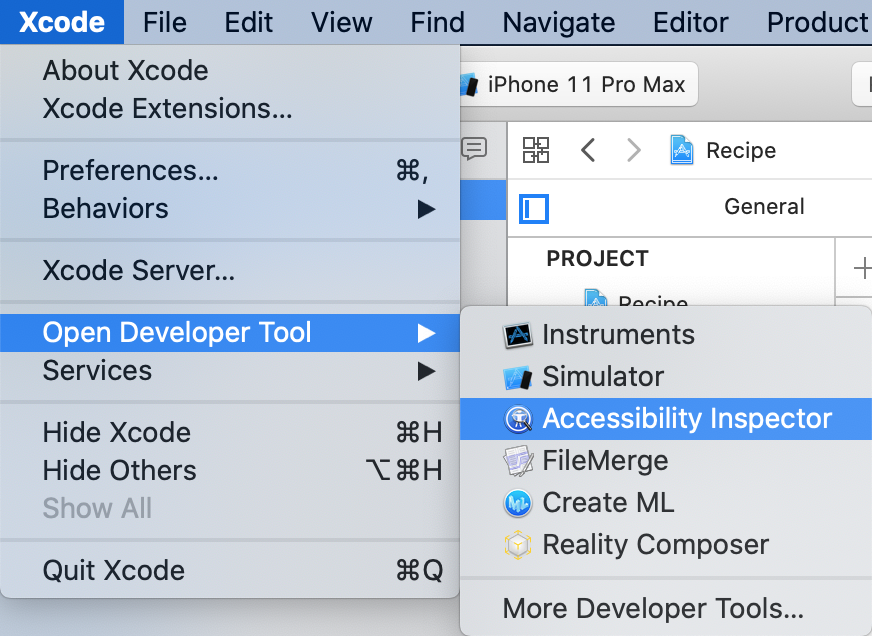 Xcode File Edit View Find Navigate Editor Product
About Xcode
Xcode Extensions...
Preferences... ⌘,
Behaviors ▶
Xcode Server...
Open Developer Tool ▶
Services ▶
Hide Xcode ⌘H
Hide Others ⌥⌘H
Show All
Quit Xcode ⌘Q
iPhone 11 Pro Max
Recipe
General
PROJECT
Recipe
Instruments
Simulator
Accessibility Inspector
FileMerge
Create ML
Reality Composer
More Developer Tools...